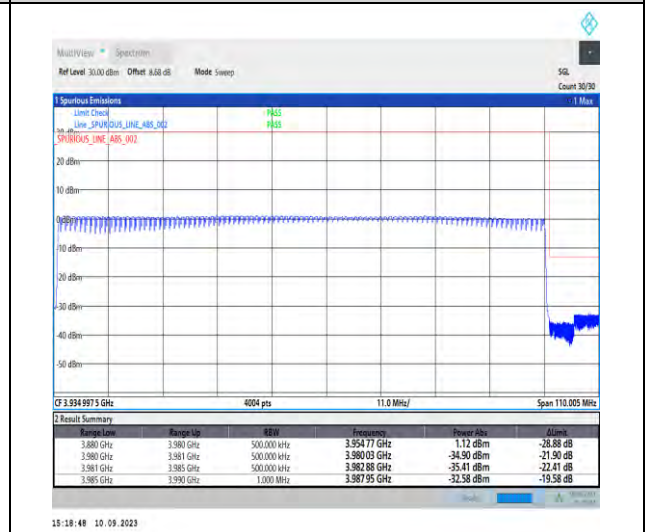 MultiView Spectrum
Ref Level 30.00 dBm Offset 8.68 dB Mode Sweep SGL
Count 30/30
1 Spurious Emissions 1 Max
Limit Check PASS
Line _SPURIOUS_LINE_ABS_002 PASS
_SPURIOUS_LINE_ABS_002
20 dBm
10 dBm
0 dBm
-10 dBm
-20 dBm
-30 dBm
-40 dBm
-50 dBm
CF 3.934 997 5 GHz 4004 pts 11.0 MHz/ Span 110.005 MHz
2 Result Summary
Range Low Range Up RBW Frequency Power Abs ΔLimit
3.880 GHz 3.980 GHz 500.000 kHz 3.954 77 GHz 1.12 dBm -28.88 dB
3.980 GHz 3.981 GHz 500.000 kHz 3.980 03 GHz -34.90 dBm -21.90 dB
3.981 GHz 3.985 GHz 500.000 kHz 3.982 88 GHz -35.41 dBm -22.41 dB
3.985 GHz 3.990 GHz 1.000 MHz 3.987 95 GHz -32.58 dBm -19.58 dB
15:18:48 10.09.2023